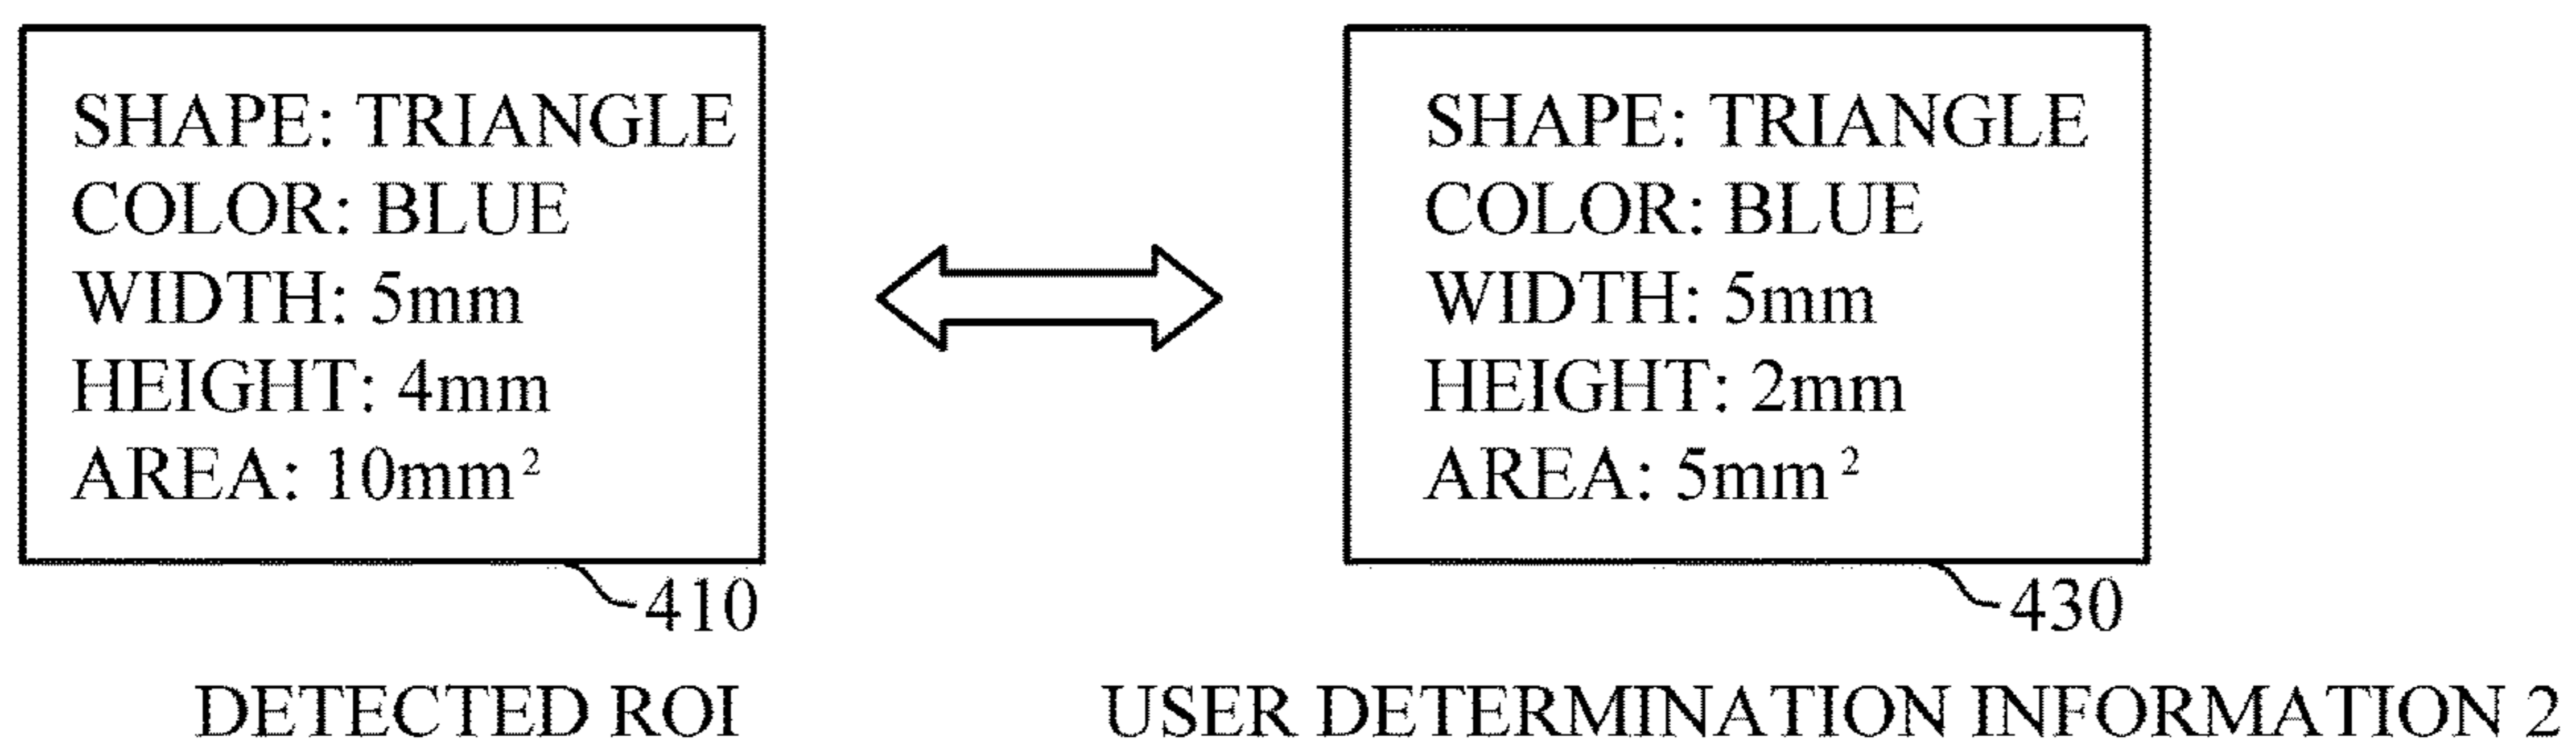 SHAPE: TRIANGLE
COLOR: BLUE
WIDTH: 5mm
HEIGHT: 4mm
AREA: 10mm²
410
DETECTED ROI
SHAPE: TRIANGLE
COLOR: BLUE
WIDTH: 5mm
HEIGHT: 2mm
AREA: 5mm²
430
USER DETERMINATION INFORMATION 2